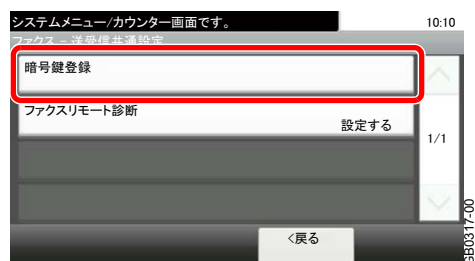 システムメニュー/カウンター画面です。
10:10
ファクス - 送受信共通設定
暗号鍵登録
ファクスリモート診断
設定する
1/1
<戻る
GB0317-00